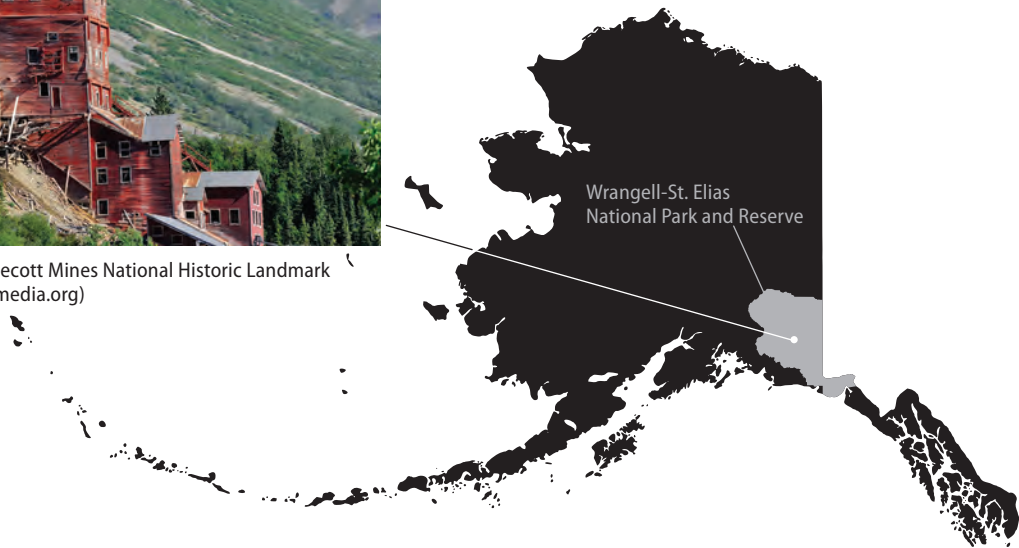 ecott Mines National Historic Landmark
media.org)
Wrangell-St. Elias
National Park and Reserve